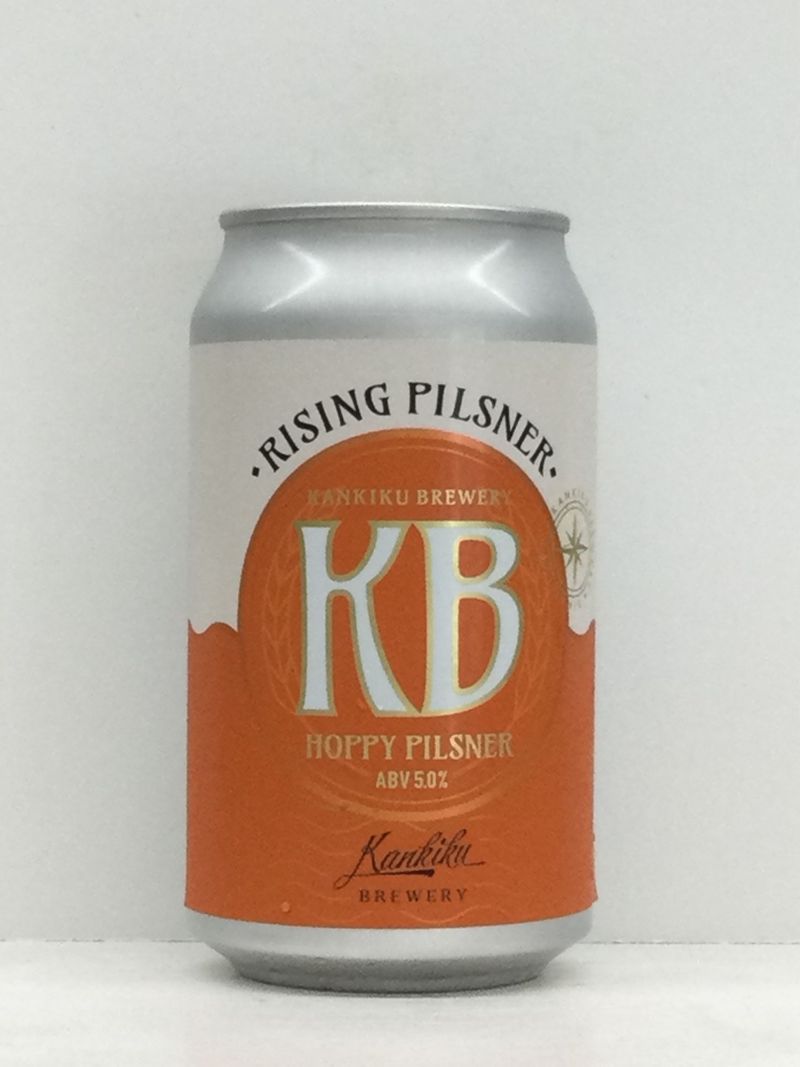 •RISING PILSNER•
KANKIKU BREWERY
KB
HOPPY PILSNER
ABV 5.0%
Kankiku
BREWERY